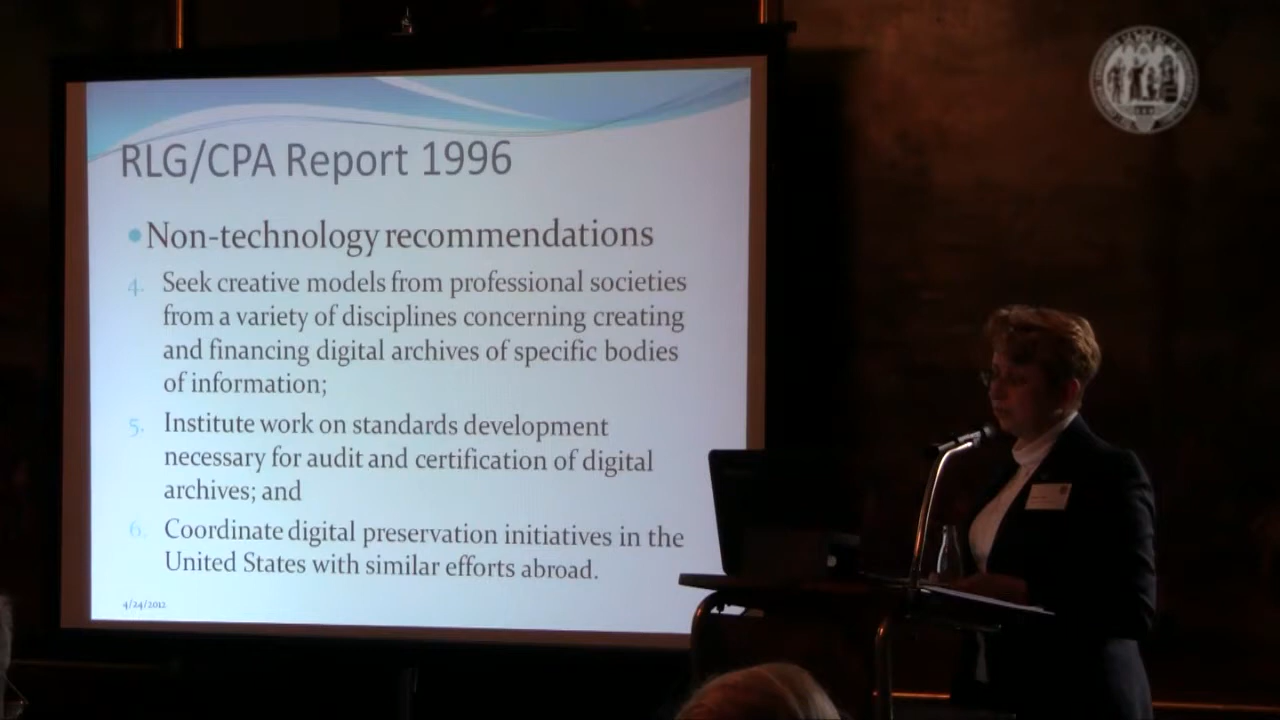 RLG/CPA Report 1996
•Non-technology recommendations
4. Seek creative models from professional societies
from a variety of disciplines concerning creating
and financing digital archives of specific bodies
of information;
5. Institute work on standards development
necessary for audit and certification of digital
archives; and
6. Coordinate digital preservation initiatives in the
United States with similar efforts abroad.
4/24/2012